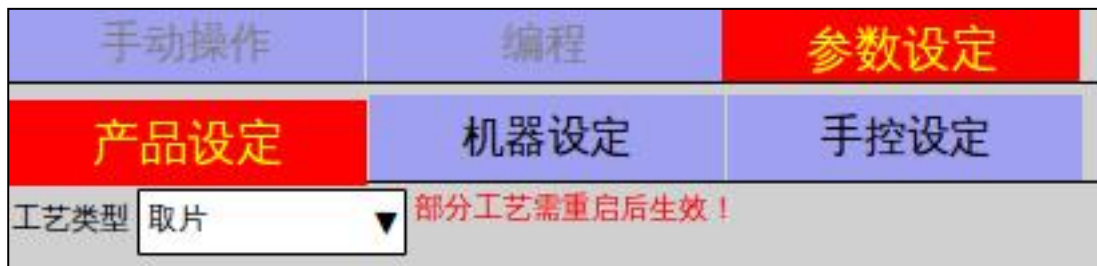 手动操作 编程 参数设定
产品设定 机器设定 手控设定
工艺类型 取片 ▼ 部分工艺需重启后生效！